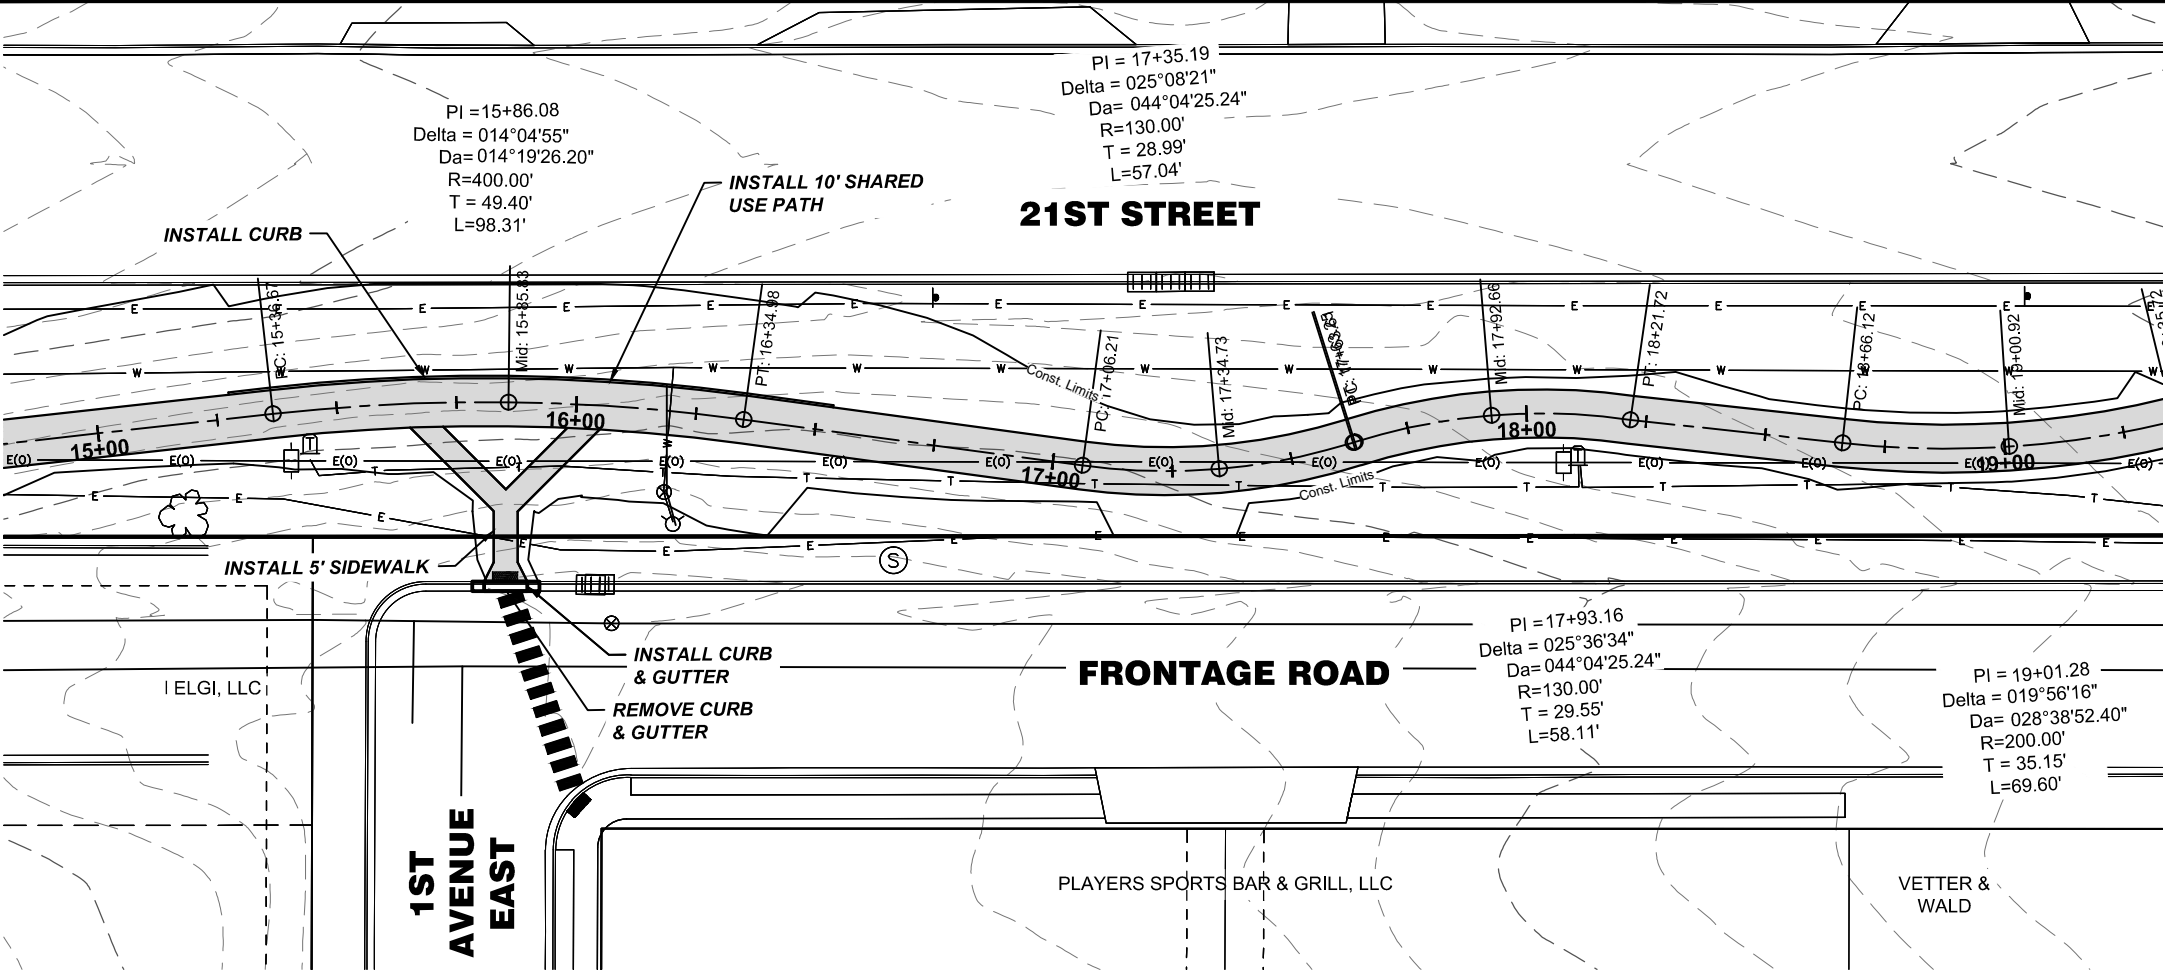 PI = 17+35.19
Delta = 025°08'21"
Da= 044°04'25.24"
R=130.00'
T = 28.99'
L=57.04'
PI =15+86.08
Delta = 014°04'55"
Da= 014°19'26.20"
R=400.00'
T = 49.40'
L=98.31'
INSTALL 10' SHARED
USE PATH
21ST STREET
INSTALL CURB
PC: 15+36.67
Mid: 15+85.83
PT: 16+34.98
PC: 17+06.21
Mid: 17+34.73
Mid: 17+92.66
PT: 18+21.72
PC: 18+66.12
Mid: 19+00.92
E E E E E E E E E E E E E E E
W W W W W W W W W W W W W W W
Const. Limits
15+00
16+00
17+00
18+00
19+00
E(O) E(O) E(O) E(O) E(O) E(O) E(O) E(O) E(O) E(O) E(O) E(O) E(O) E(O)
T T T T T T T T T T T T
W
Const. Limits
E E E E E E E E E E E E E E E
S
INSTALL 5' SIDEWALK
INSTALL CURB
& GUTTER
REMOVE CURB
& GUTTER
FRONTAGE ROAD
PI =17+93.16
Delta = 025°36'34"
Da= 044°04'25.24"
R=130.00'
T = 29.55'
L=58.11'
PI = 19+01.28
Delta = 019°56'16"
Da= 028°38'52.40"
R=200.00'
T = 35.15'
L=69.60'
ELGI, LLC
1ST
AVENUE
EAST
PLAYERS SPORTS BAR & GRILL, LLC
VETTER &
WALD